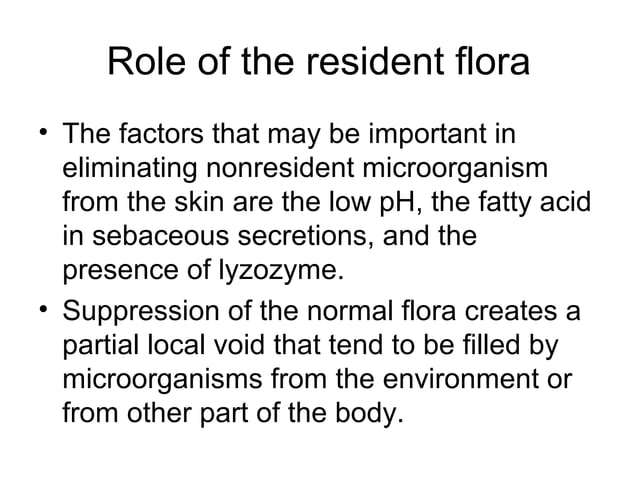 Role of the resident flora
• The factors that may be important in
eliminating nonresident microorganism
from the skin are the low pH, the fatty acid
in sebaceous secretions, and the
presence of lyzozyme.
• Suppression of the normal flora creates a
partial local void that tend to be filled by
microorganisms from the environment or
from other part of the body.